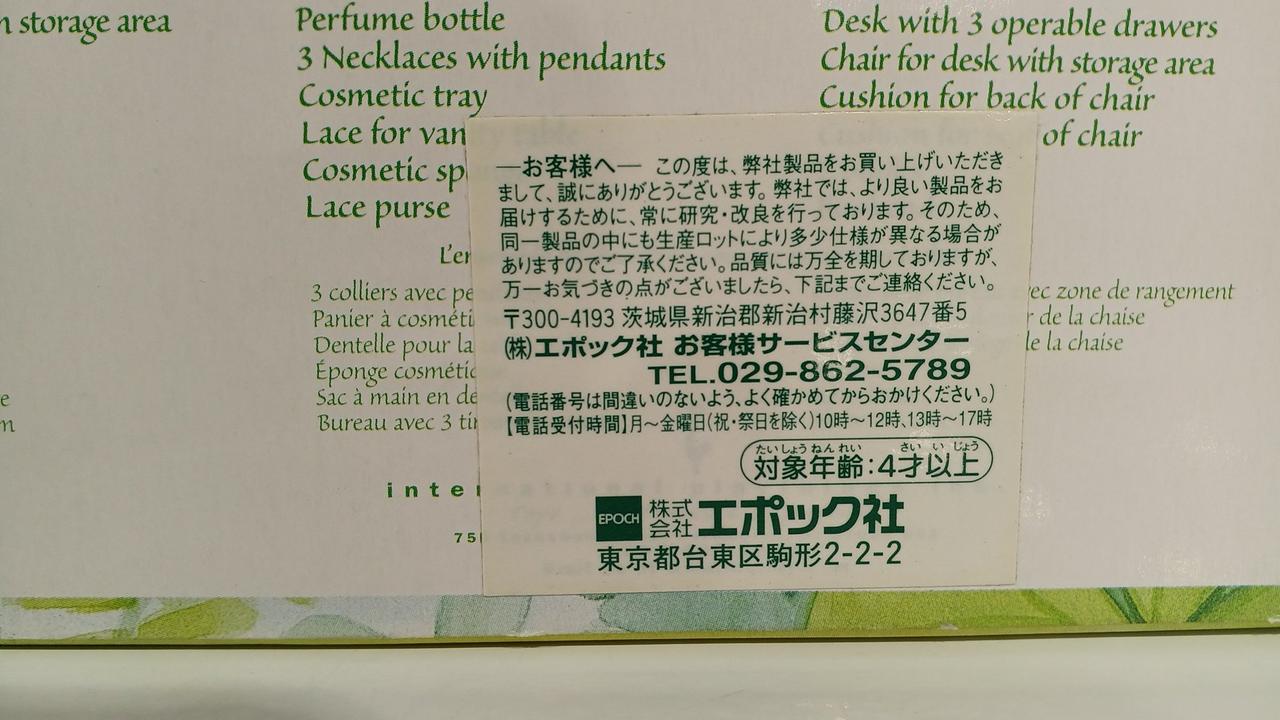 n storage area
Perfume bottle
3 Necklaces with pendants
Cosmetic tray
Lace for van
Cosmetic sp
Lace purse
Desk with 3 operable drawers
Chair for desk with storage area
Cushion for back of chair
of chair
L'en
3 colliers avec pe
Panier à cosméti
Dentelle pour la
Éponge cosmétiq
Sac à main en de
Bureau avec 3 tir
e
m
vec zone de rangement
r de la chaise
de la chaise
inter
750
―お客様へ― この度は、弊社製品をお買い上げいただき
まして、誠にありがとうございます。弊社では、より良い製品をお
届けするために、常に研究・改良を行っております。そのため、
同一製品の中にも生産ロットにより多少仕様が異なる場合が
ありますのでご了承ください。品質には万全を期しておりますが、
万一お気づきの点がございましたら、下記までご連絡ください。
〒300-4193 茨城県新治郡新治村藤沢3647番5
(株)エポック社 お客様サービスセンター
TEL.029-862-5789
(電話番号は間違いのないよう、よく確かめてからおかけください。)
【電話受付時間】月~金曜日(祝・祭日を除く)10時~12時、13時~17時
たいしょうねんれい さいいじょう
対象年齢:4才以上
EPOCH 株式会社 エポック社
東京都台東区駒形2-2-2